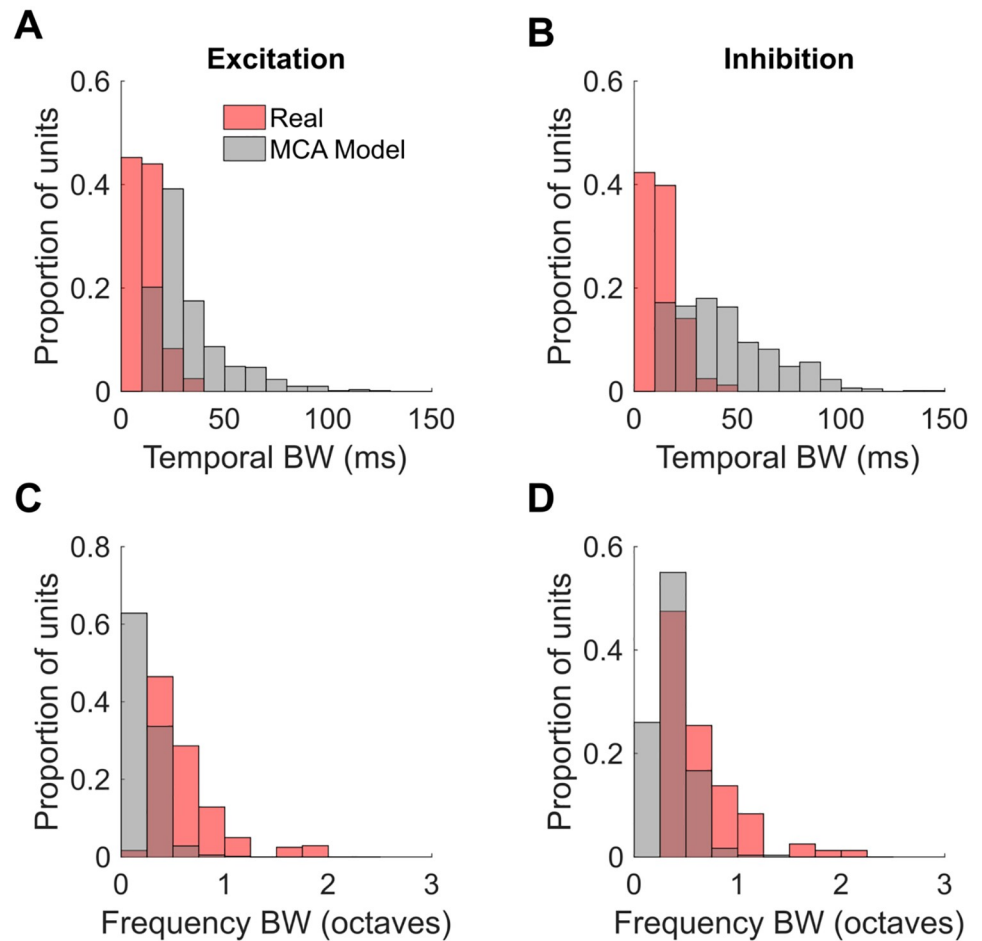 A
Excitation
Proportion of units
0.6
0.4
0.2
0
Real
MCA Model
0 50 100 150
Temporal BW (ms)
B
Inhibition
Proportion of units
0.6
0.4
0.2
0
0 50 100 150
Temporal BW (ms)
C
Proportion of units
0.8
0.6
0.4
0.2
0
0 1 2 3
Frequency BW (octaves)
D
Proportion of units
0.6
0.4
0.2
0
0 1 2 3
Frequency BW (octaves)